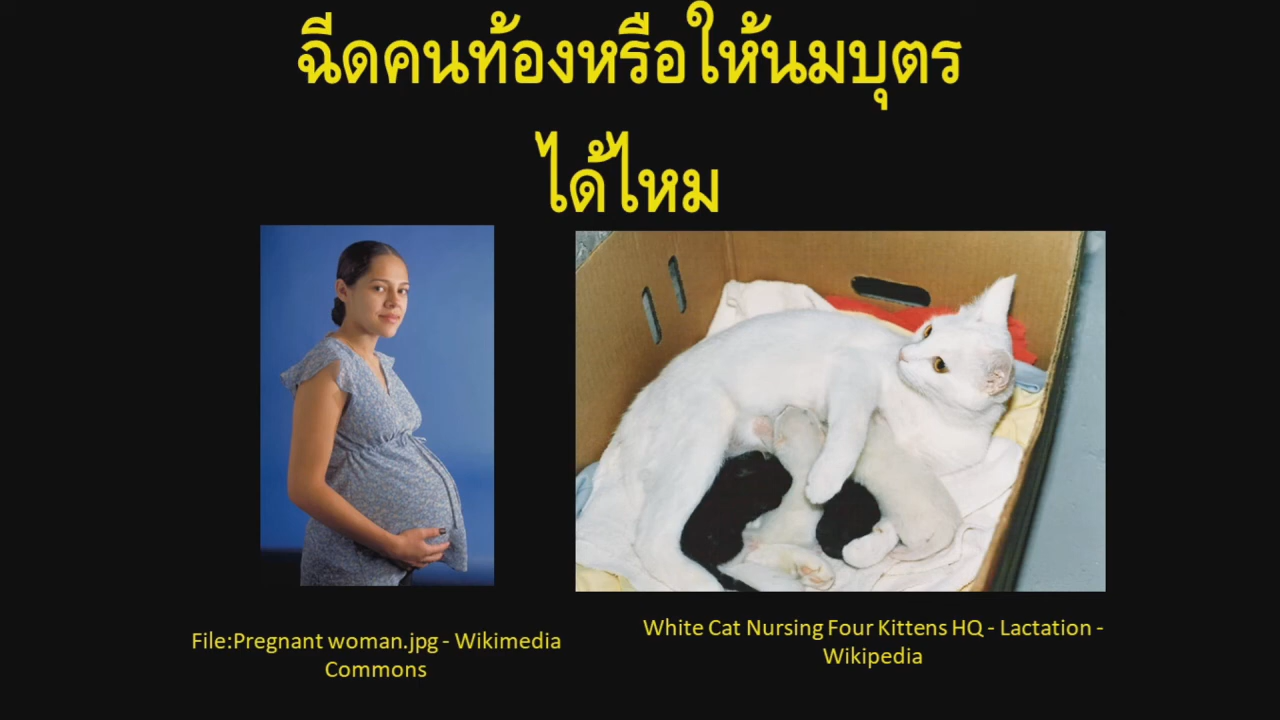 ฉีดคนท้องหรือให้นมบุตร
ได้ไหม
File:Pregnant woman.jpg - Wikimedia
Commons
White Cat Nursing Four Kittens HQ - Lactation -
Wikipedia